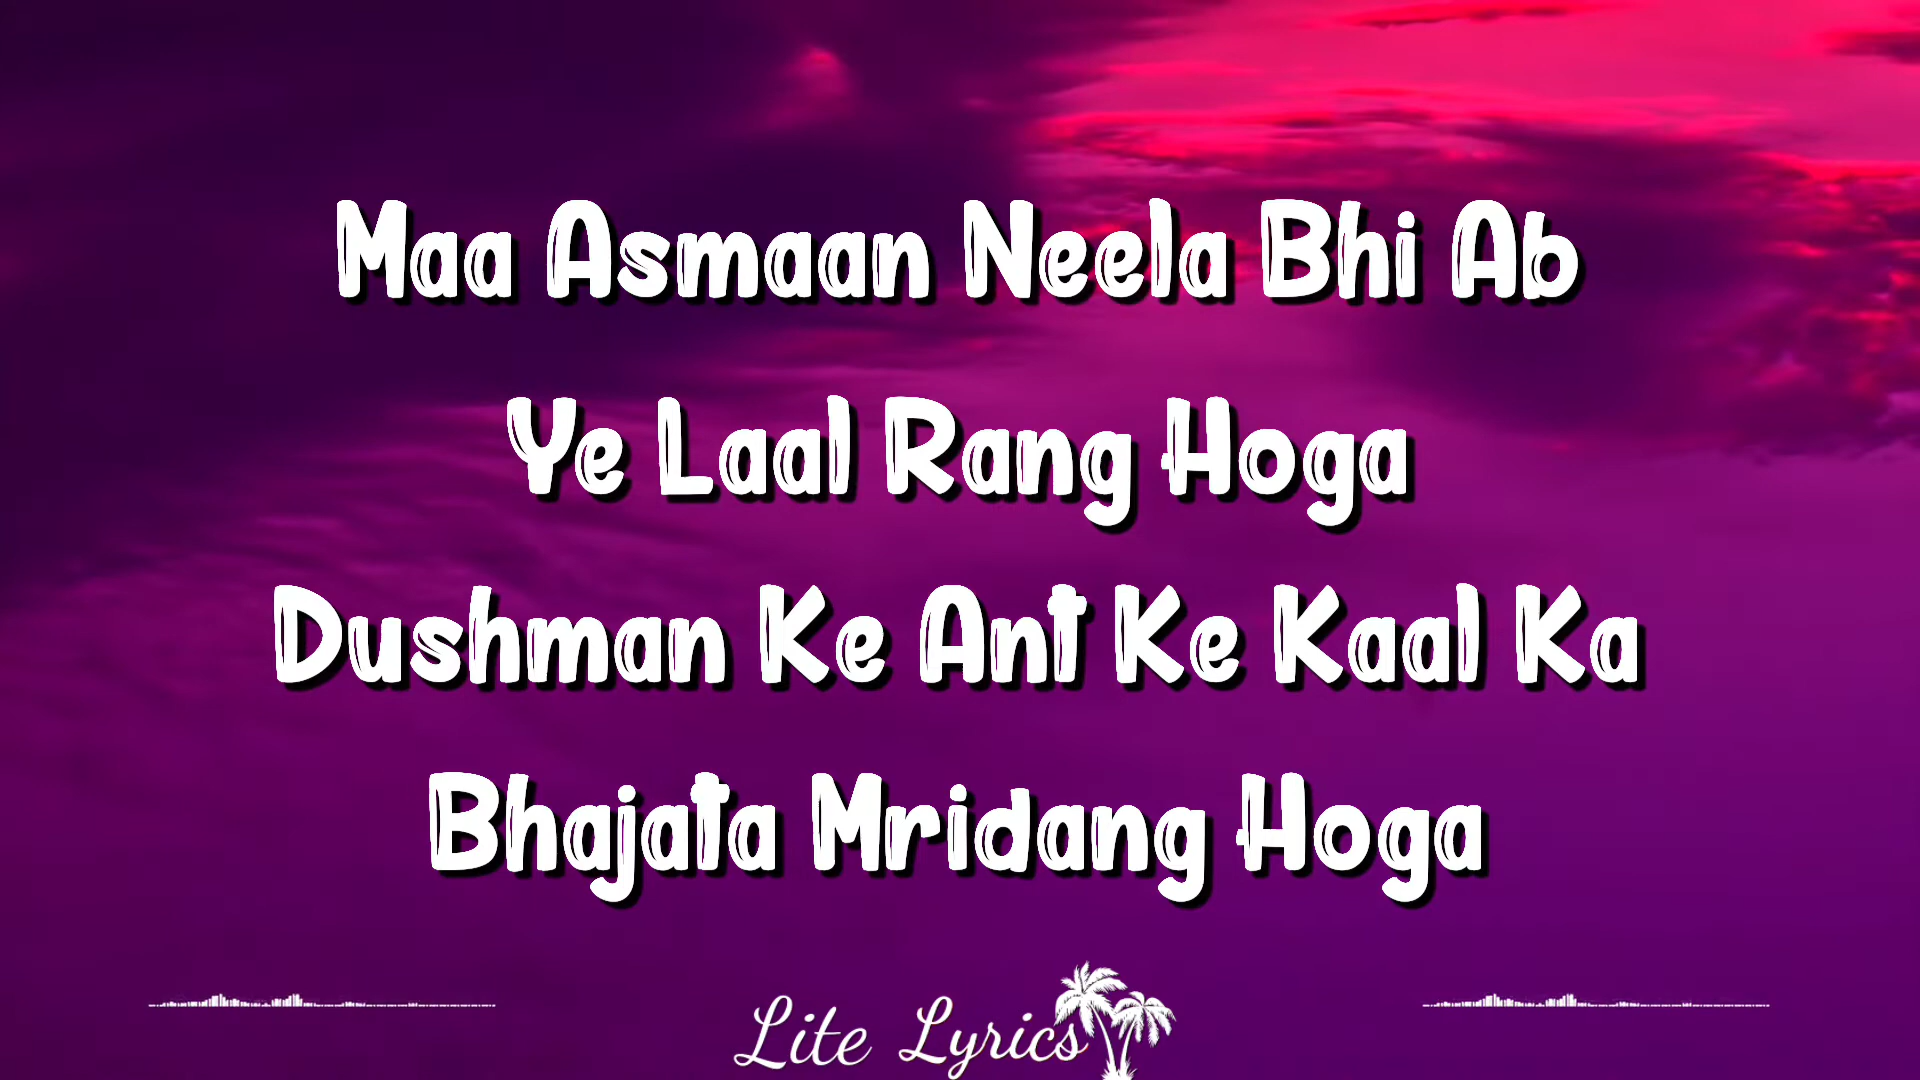 Maa Asmaan Neela Bhi Ab
Ye Laal Rang Hoga
Dushman Ke Ant Ke Kaal Ka
Bhajata Mridang Hoga
Lite Lyrics